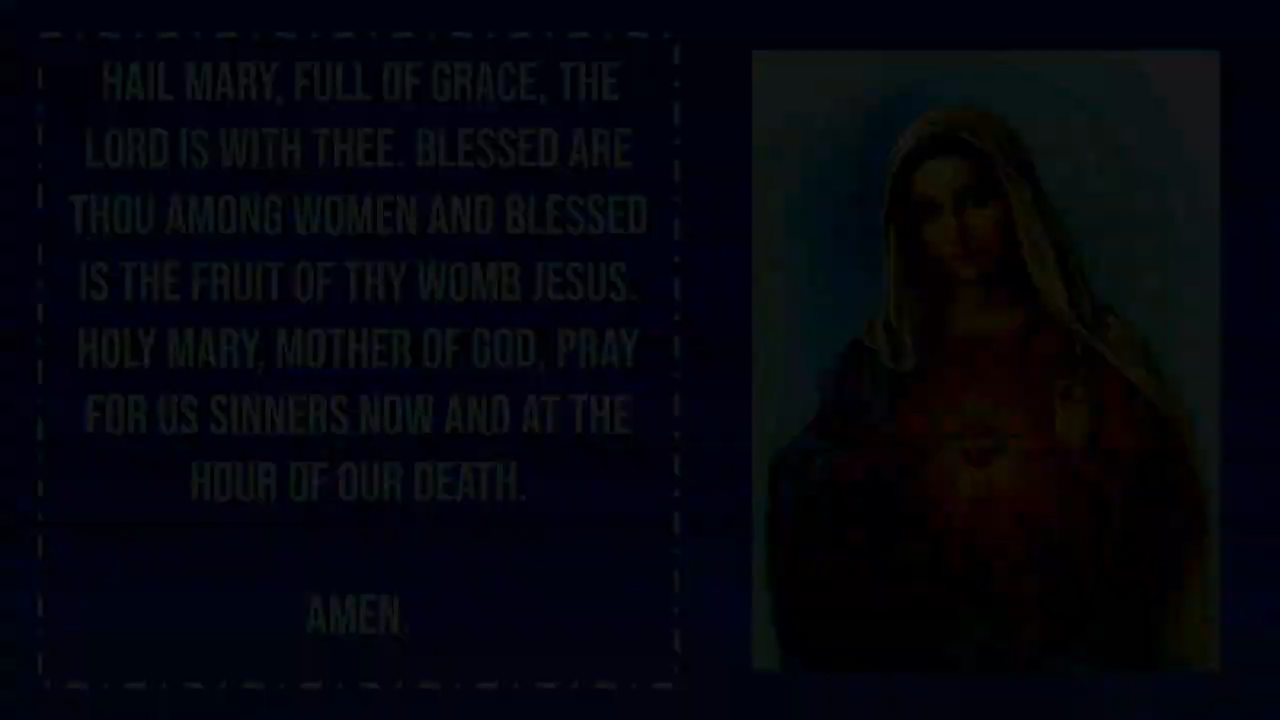 HAIL MARY, FULL OF GRACE, THE
LORD IS WITH THEE. BLESSED ARE
THOU AMONG WOMEN AND BLESSED
IS THE FRUIT OF THY WOMB JESUS.
HOLY MARY, MOTHER OF GOD, PRAY
FOR US SINNERS NOW AND AT THE
HOUR OF OUR DEATH.
AMEN.